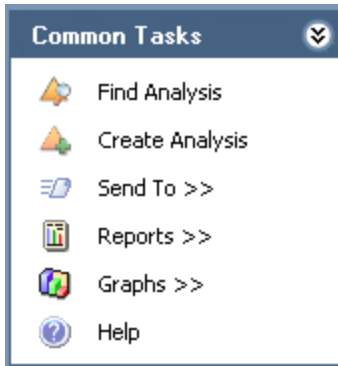 Common Tasks
Find Analysis
Create Analysis
Send To >>
Reports >>
Graphs >>
Help